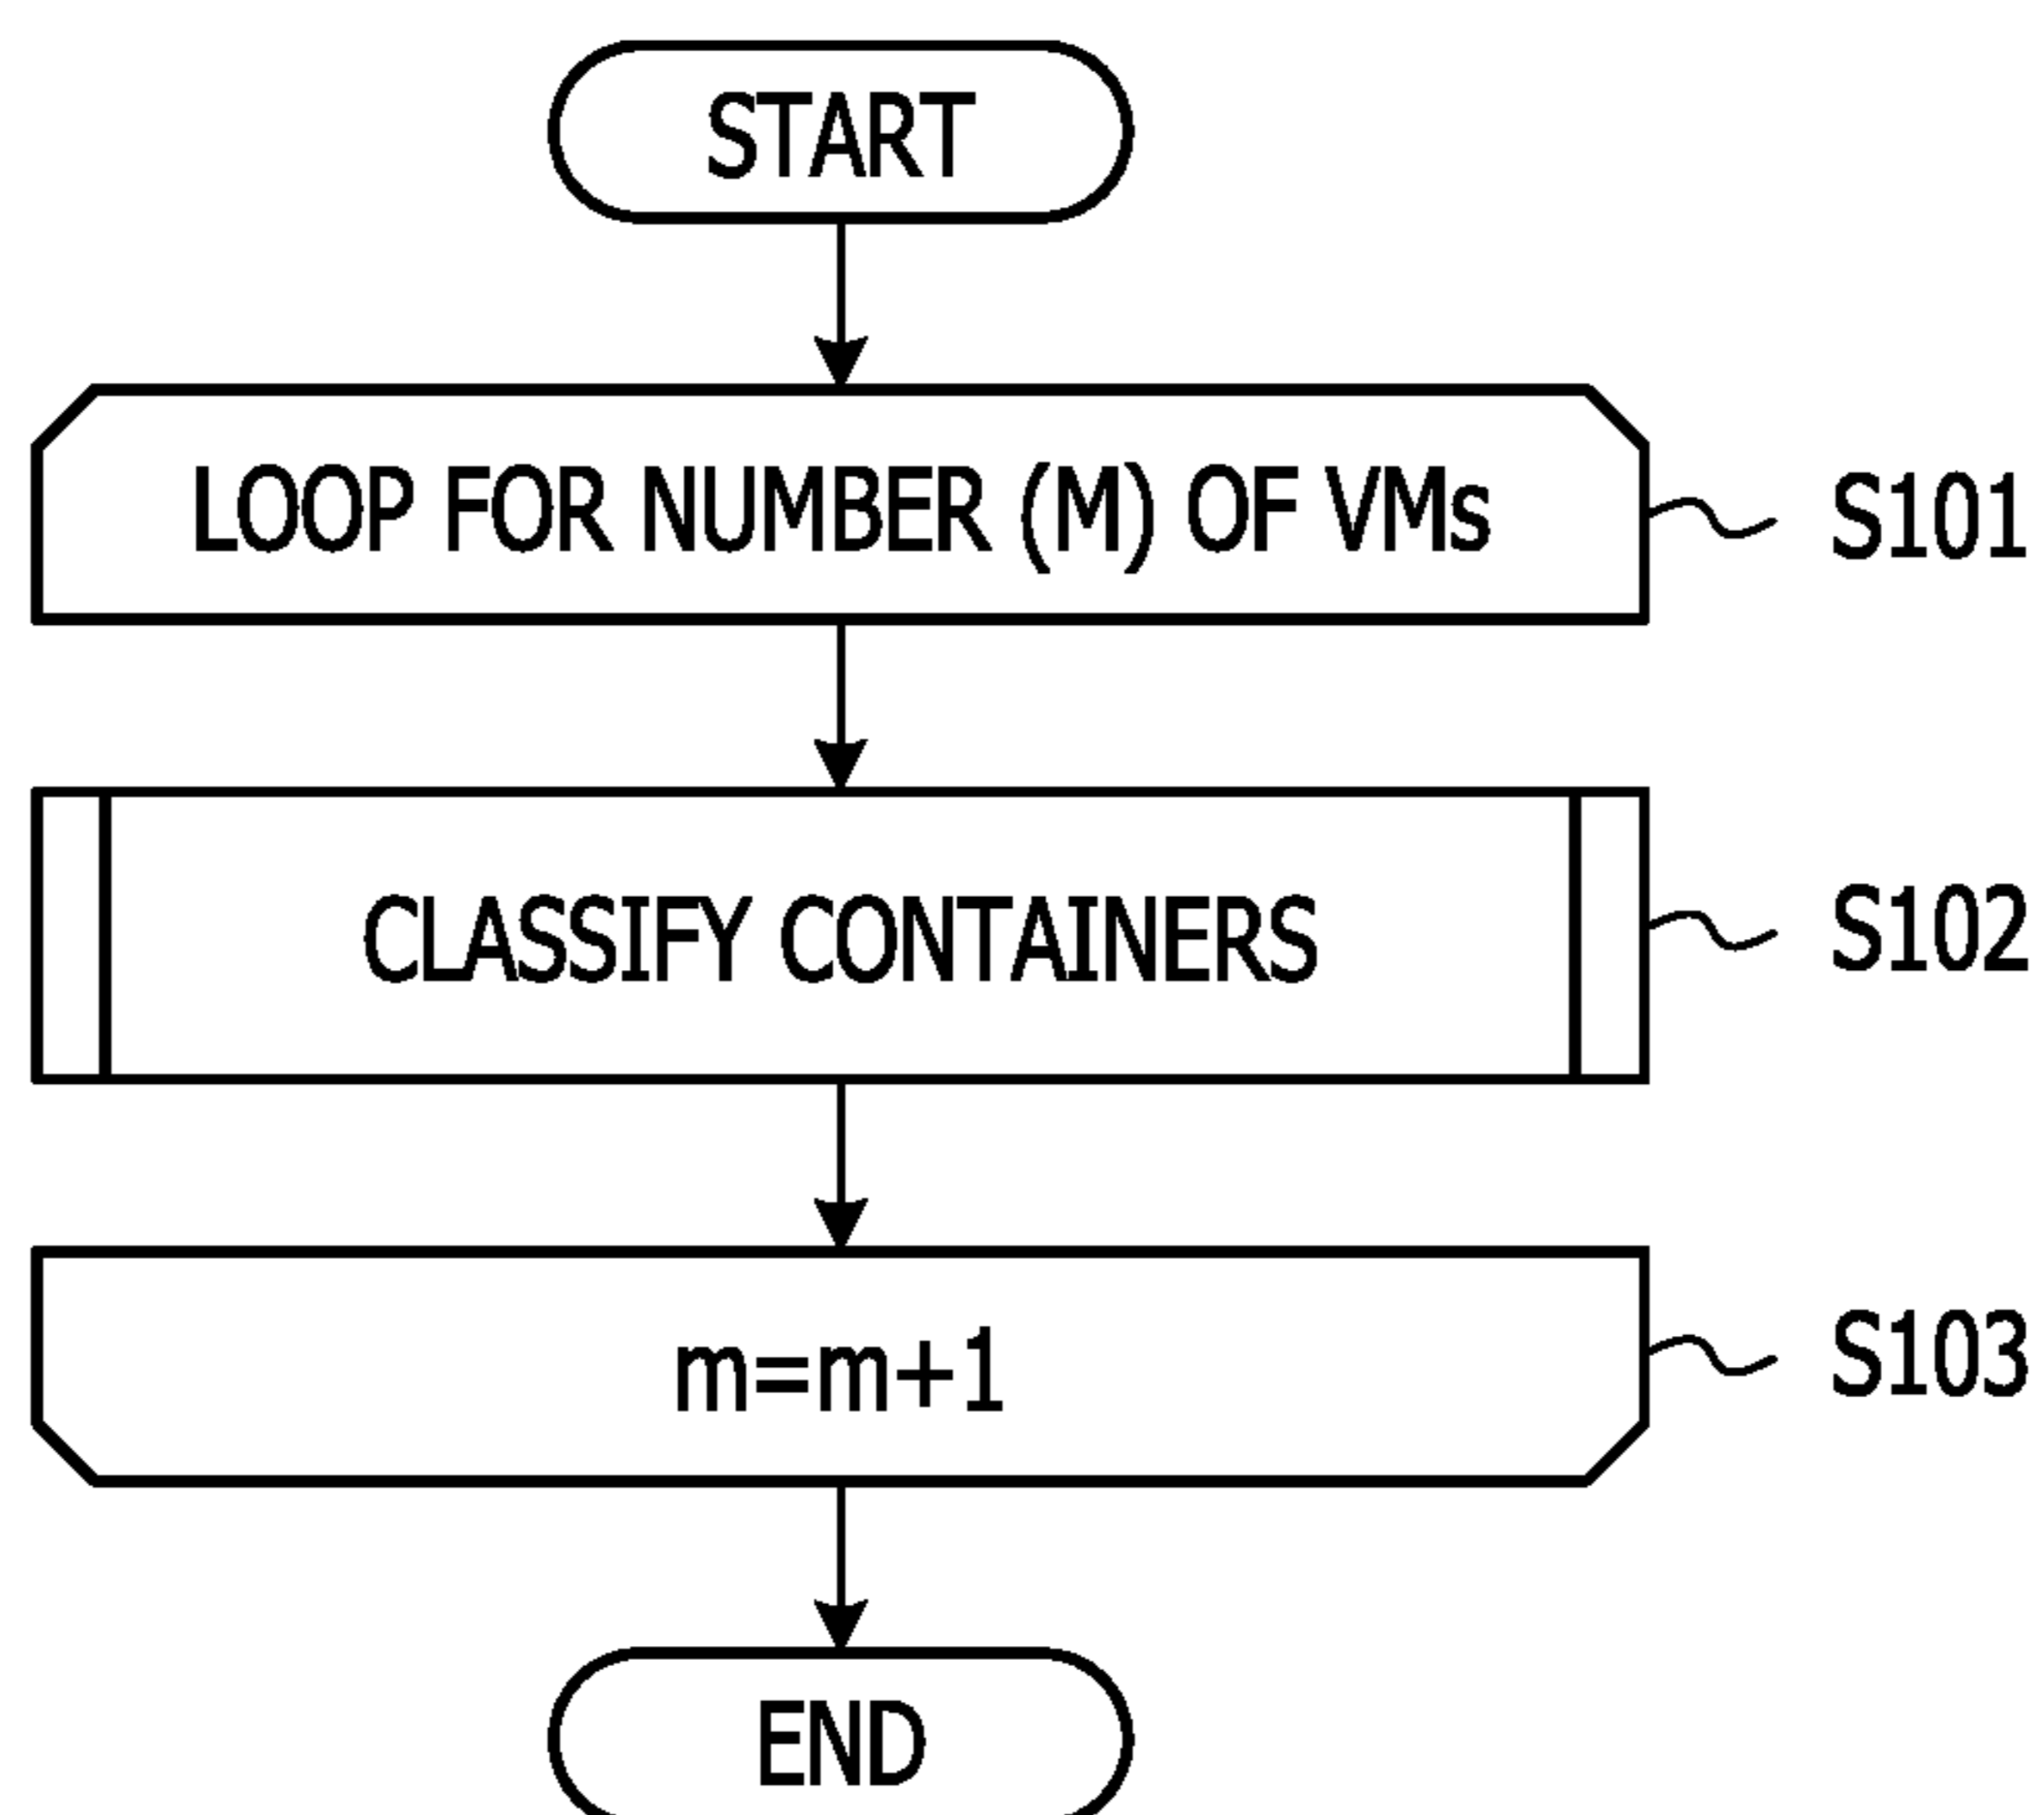 START
LOOP FOR NUMBER (M) OF VMs
S101
CLASSIFY CONTAINERS
S102
m=m+1
S103
END